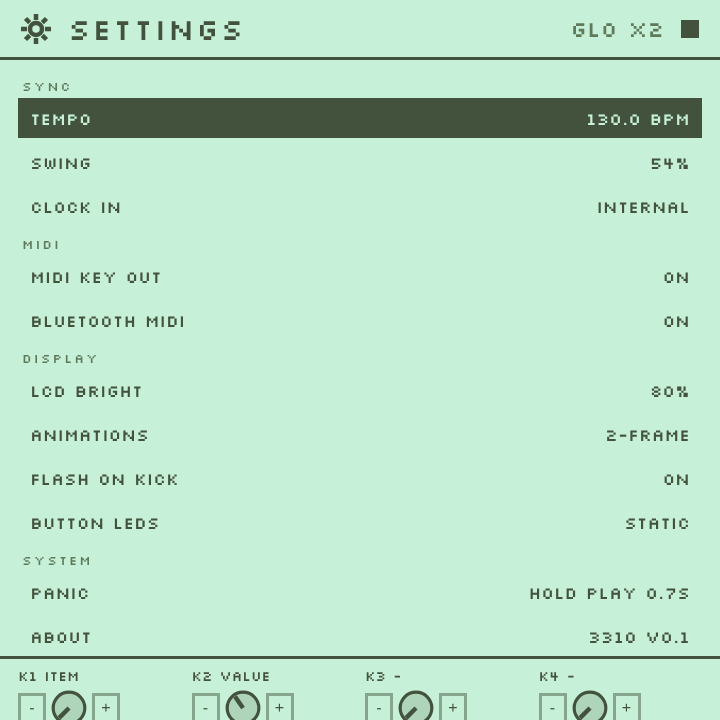 SETTINGS GLO X2
SYNC
TEMPO 130.0 BPM
SWING 54%
CLOCK IN INTERNAL
MIDI
MIDI KEY OUT ON
BLUETOOTH MIDI ON
DISPLAY
LCD BRIGHT 80%
ANIMATIONS 2-FRAME
FLASH ON KICK ON
BUTTON LEDS STATIC
SYSTEM
PANIC HOLD PLAY 0.7S
ABOUT 3310 V0.1
K1 ITEM K2 VALUE K3 - K4 -
- + - + - + - +